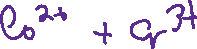 Co²⁺ + Cr³⁺